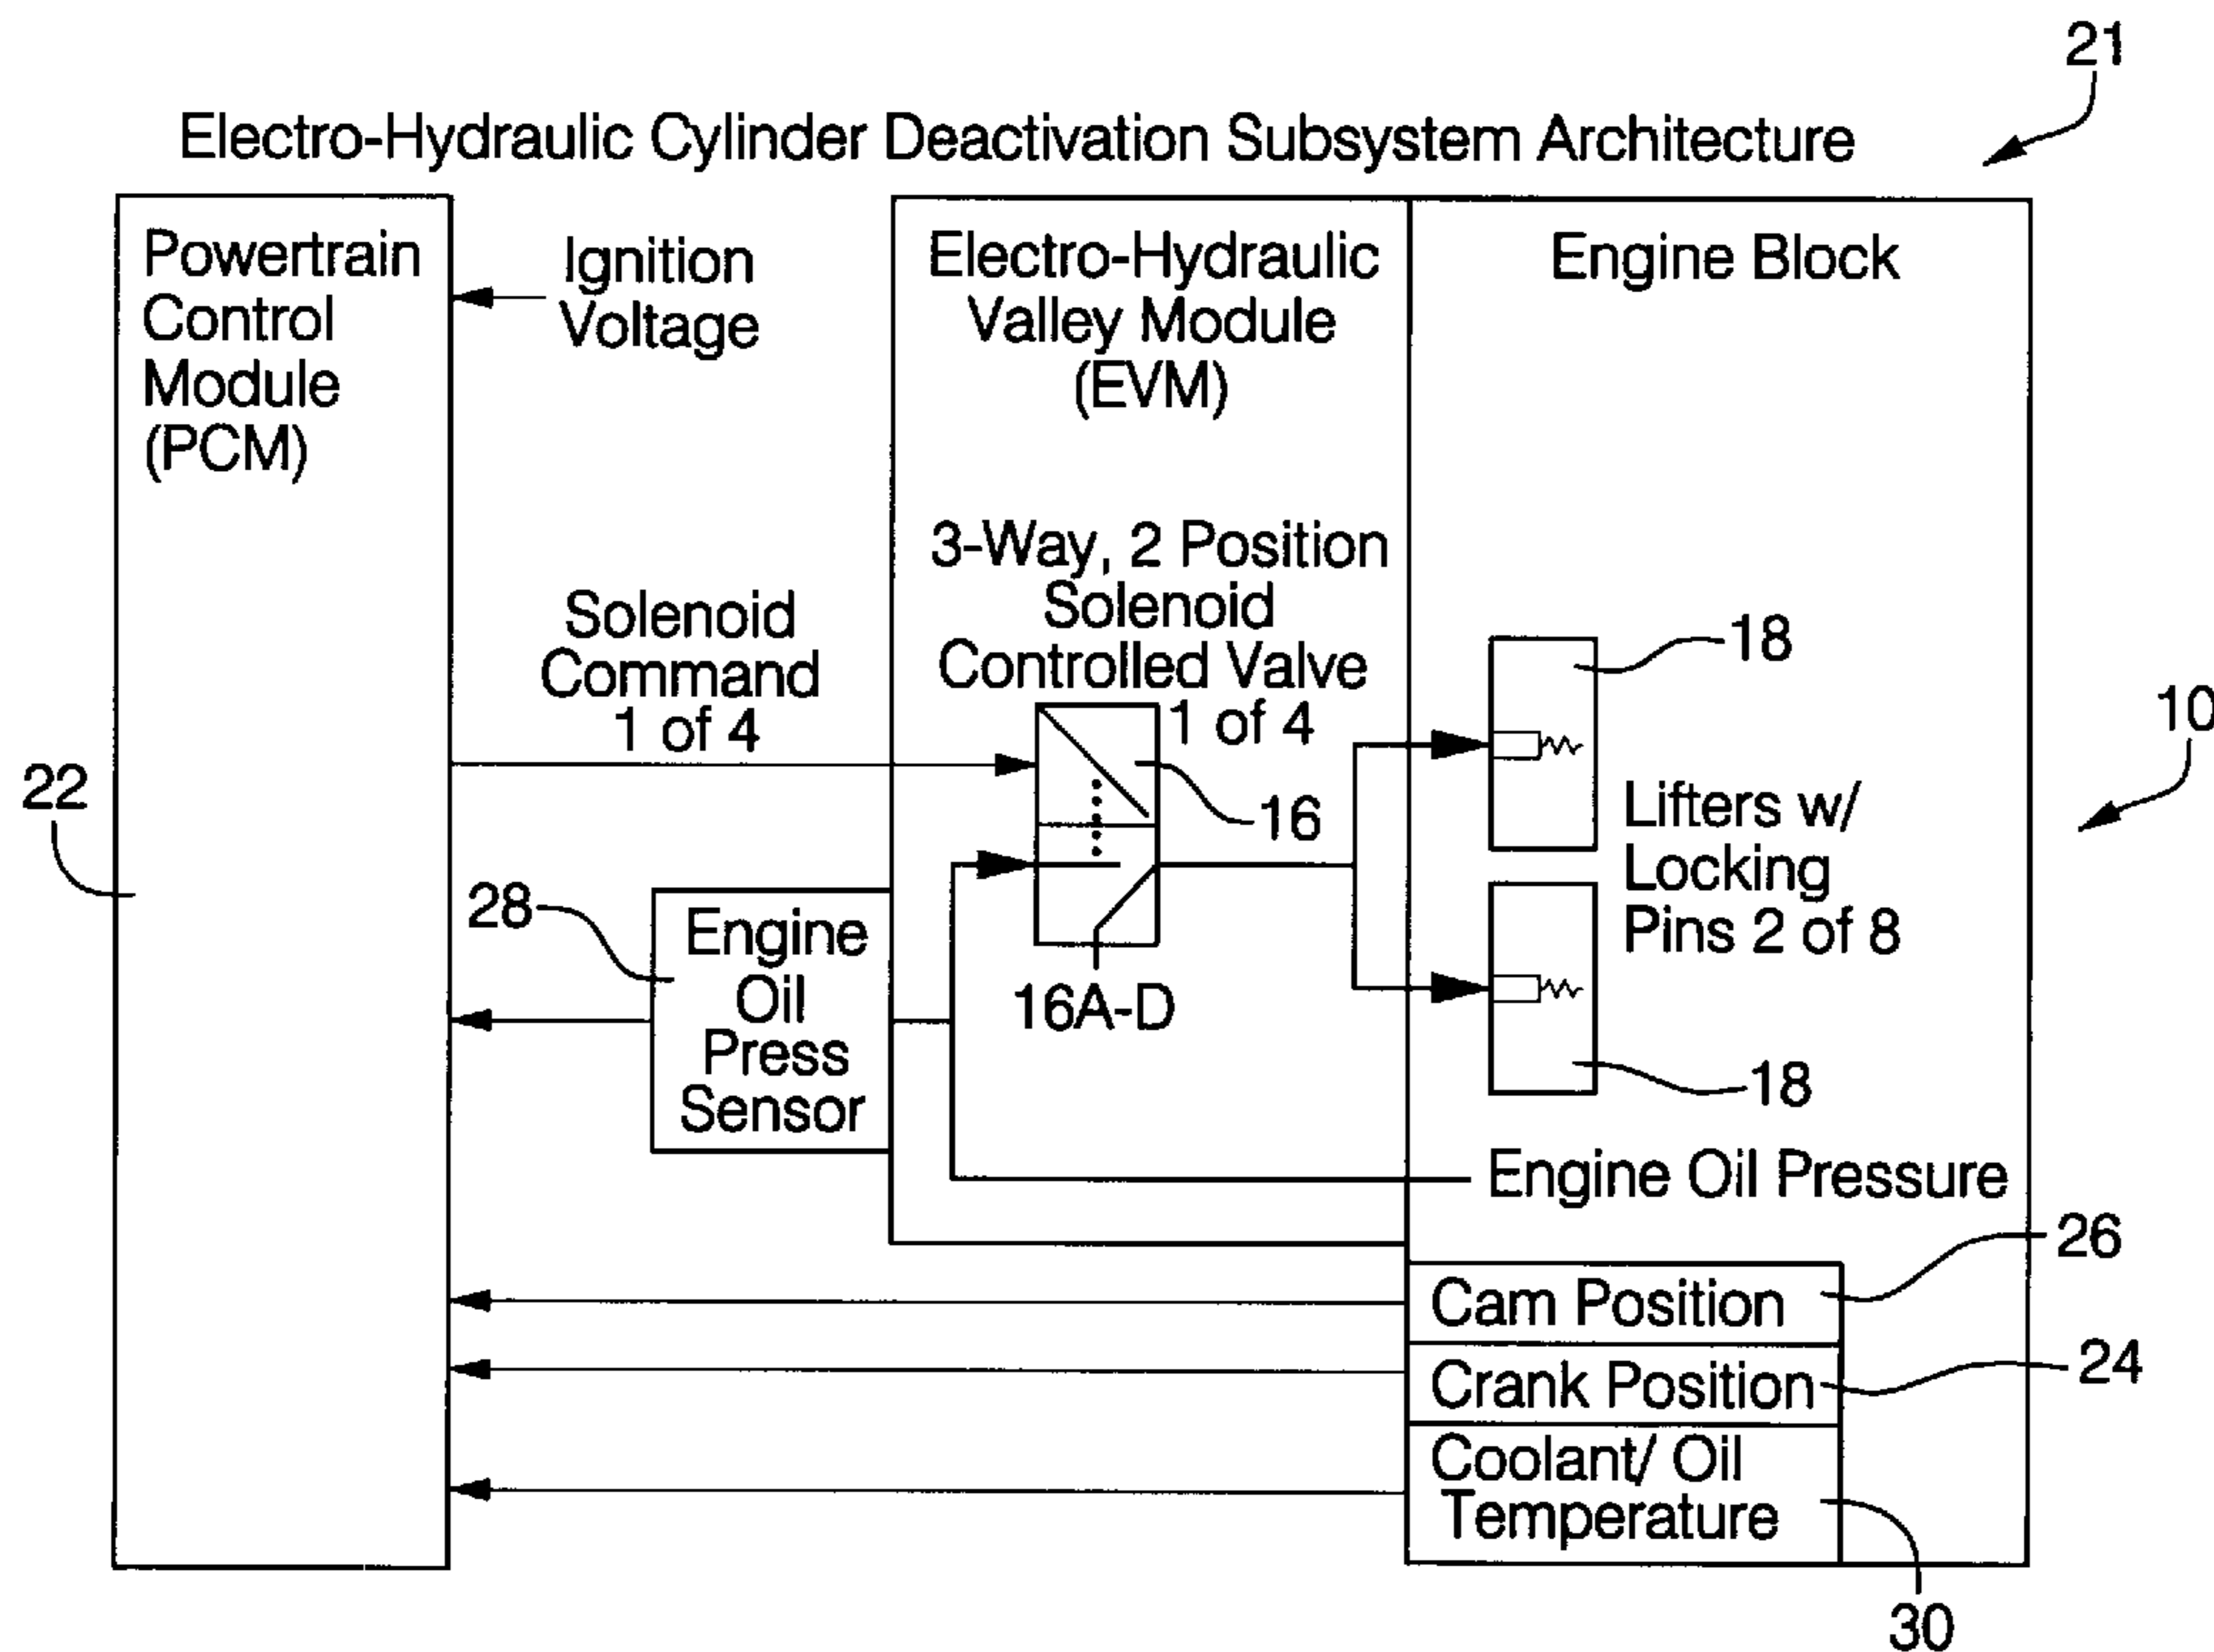 21
Electro-Hydraulic Cylinder Deactivation Subsystem Architecture
Powertrain
Control
Module
(PCM)
Ignition
Voltage
Electro-Hydraulic
Valley Module
(EVM)
Engine Block
3-Way, 2 Position
Solenoid
Controlled Valve
1 of 4
Solenoid
Command
1 of 4
18
10
22
16
Lifters w/
Locking
Pins 2 of 8
28
Engine
Oil
Press
Sensor
16A-D
18
Engine Oil Pressure
26
Cam Position
24
Crank Position
Coolant/ Oil
Temperature
30